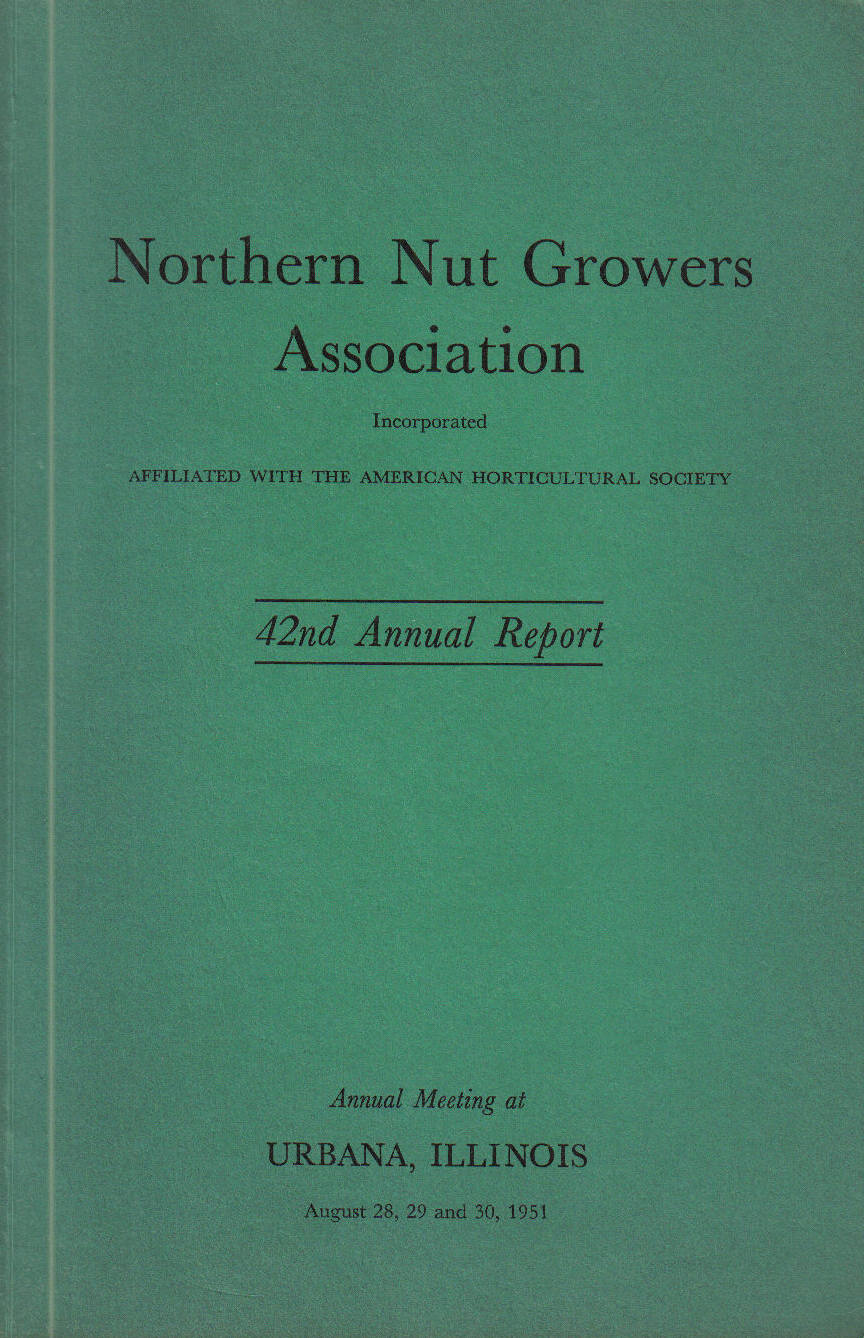 Northern Nut Growers
Association
Incorporated
AFFILIATED WITH THE AMERICAN HORTICULTURAL SOCIETY
42nd Annual Report
Annual Meeting at
URBANA, ILLINOIS
August 28, 29 and 30, 1951